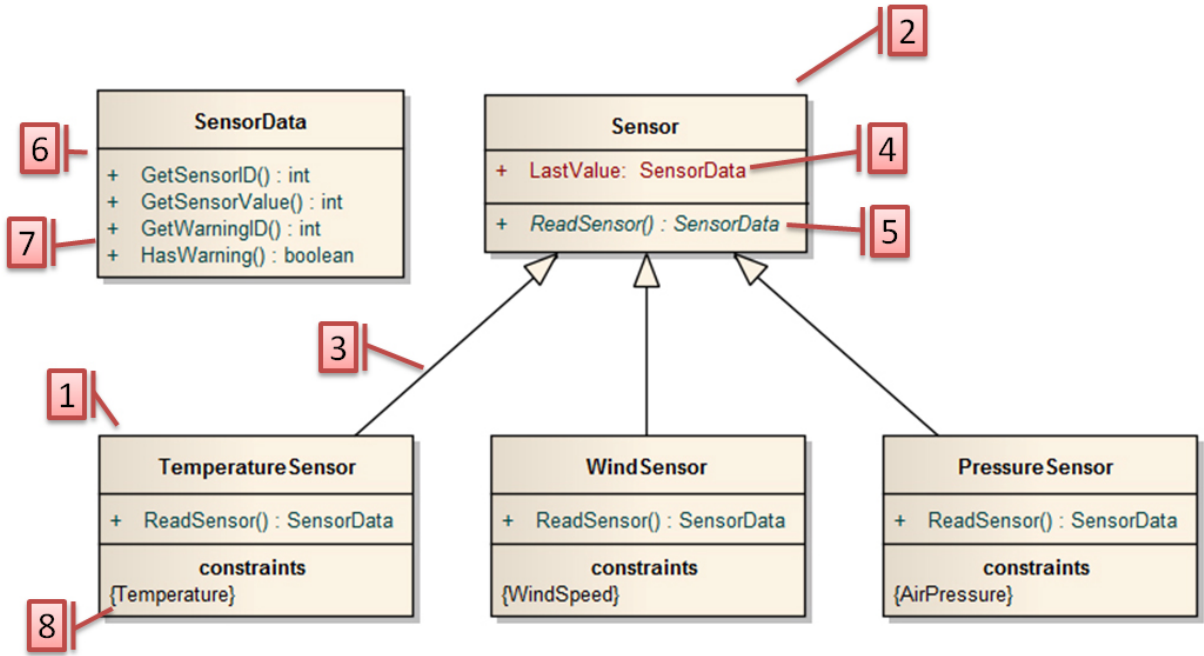 2
SensorData
6
+ GetSensorID() : int
+ GetSensorValue() : int
+ GetWarningID() : int
+ HasWarning() : boolean
7
Sensor
+ LastValue: SensorData
4
+ ReadSensor() : SensorData
5
3
1
TemperatureSensor
+ ReadSensor() : SensorData
constraints
{Temperature}
8
WindSensor
+ ReadSensor() : SensorData
constraints
{WindSpeed}
PressureSensor
+ ReadSensor() : SensorData
constraints
{AirPressure}